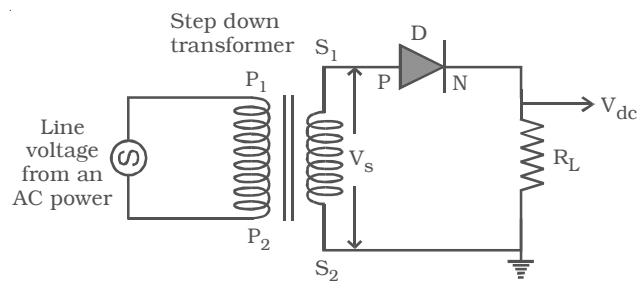 Step down
transformer
S1
D
P1
P
N
Vdc
Line
voltage
from an
AC power
S
Vs
RL
P2
S2